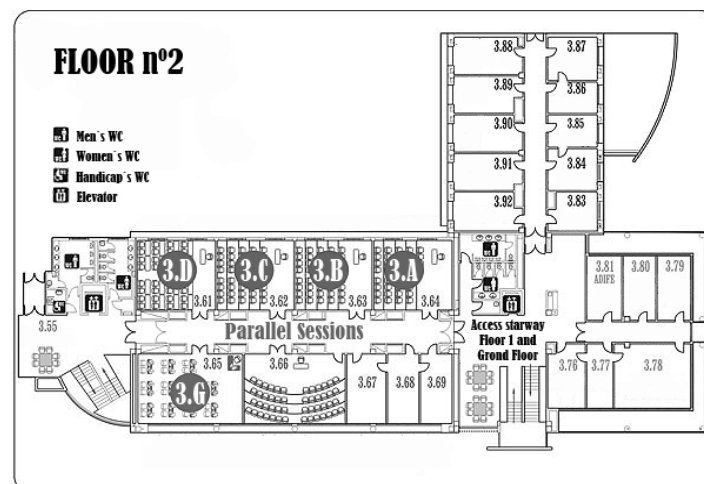 FLOOR nº2
Men´s WC
Women´s WC
Handicap´s WC
Elevator
3.88
3.87
3.89
3.86
3.90
3.85
3.91
3.84
3.92
3.83
3.D
3.C
3.B
3.A
3.61
3.62
3.63
3.64
3.81
ADIFE
3.80
3.79
3.55
Parallel Sessions
Access starway
Floor 1 and
Grond Floor
3.65
3.66
3.67
3.68
3.69
3.76
3.77
3.78
3.G